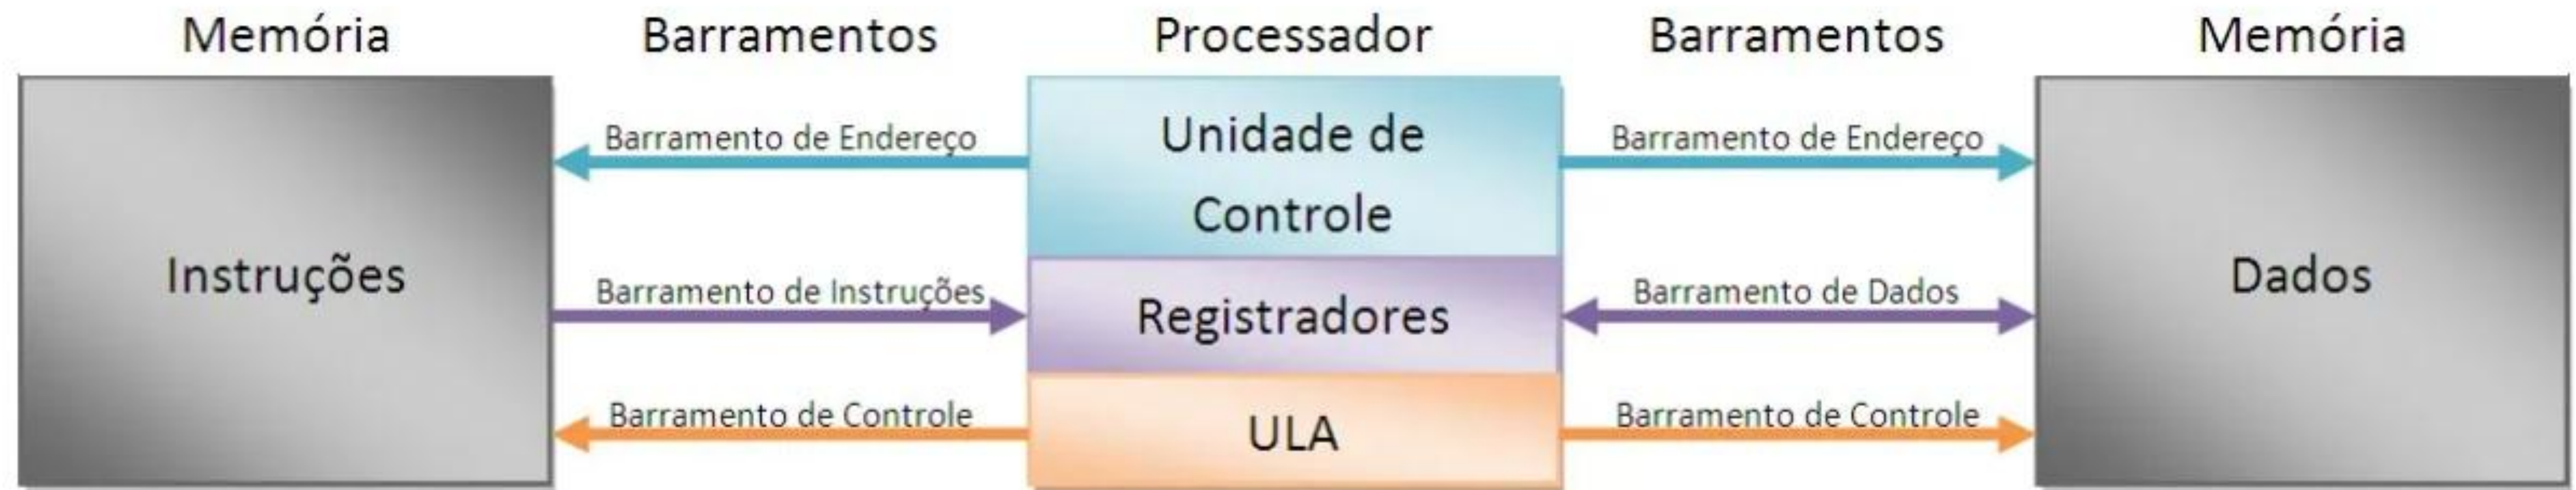 Memória
Barramentos
Processador
Barramentos
Memória
Instruções
Barramento de Endereço
Barramento de Instruções
Barramento de Controle
Unidade de
Controle
Registradores
ULA
Barramento de Endereço
Barramento de Dados
Barramento de Controle
Dados